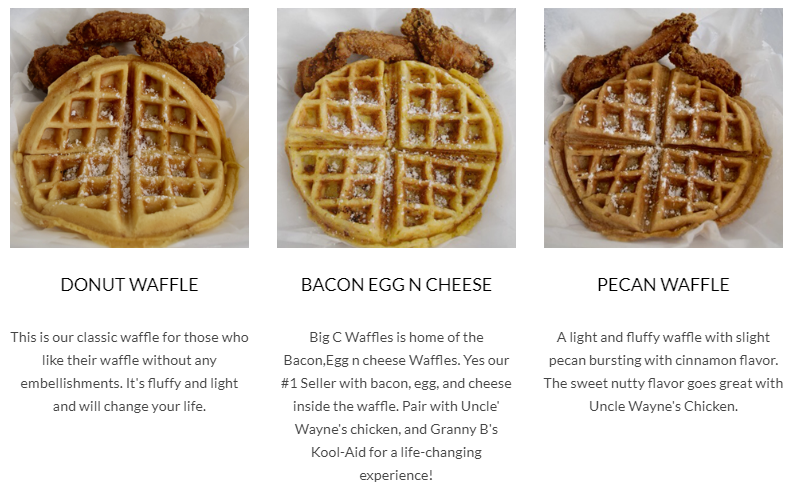 DONUT WAFFLE
This is our classic waffle for those who
like their waffle without any
embellishments. It's fluffy and light
and will change your life.
BACON EGG N CHEESE
Big C Waffles is home of the
Bacon,Egg n cheese Waffles. Yes our
#1 Seller with bacon, egg, and cheese
inside the waffle. Pair with Uncle'
Wayne's chicken, and Granny B's
Kool-Aid for a life-changing
experience!
PECAN WAFFLE
A light and fluffy waffle with slight
pecan bursting with cinnamon flavor.
The sweet nutty flavor goes great with
Uncle Wayne's Chicken.